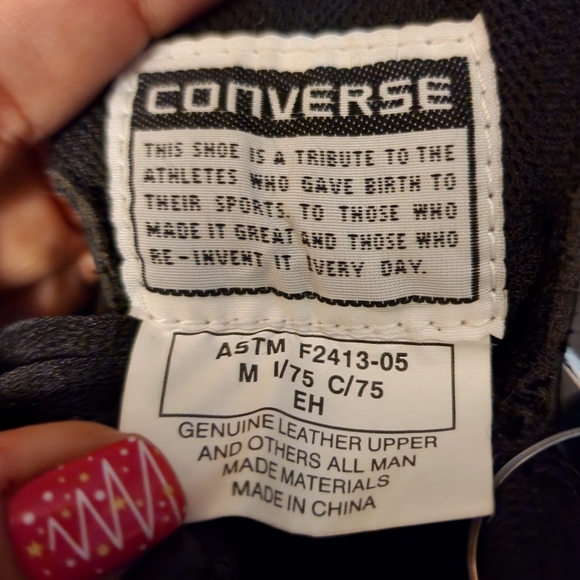 CONVERSE
THIS SHOE IS A TRIBUTE TO THE
ATHLETES WHO GAVE BIRTH TO
THEIR SPORTS TO THOSE WHO
MADE IT GREAT AND THOSE WHO
RE-INVENT IT EVERY DAY.
ASTM F2413-05
M I/75 C/75
EH
GENUINE LEATHER UPPER
AND OTHERS ALL MAN
MADE MATERIALS
MADE IN CHINA